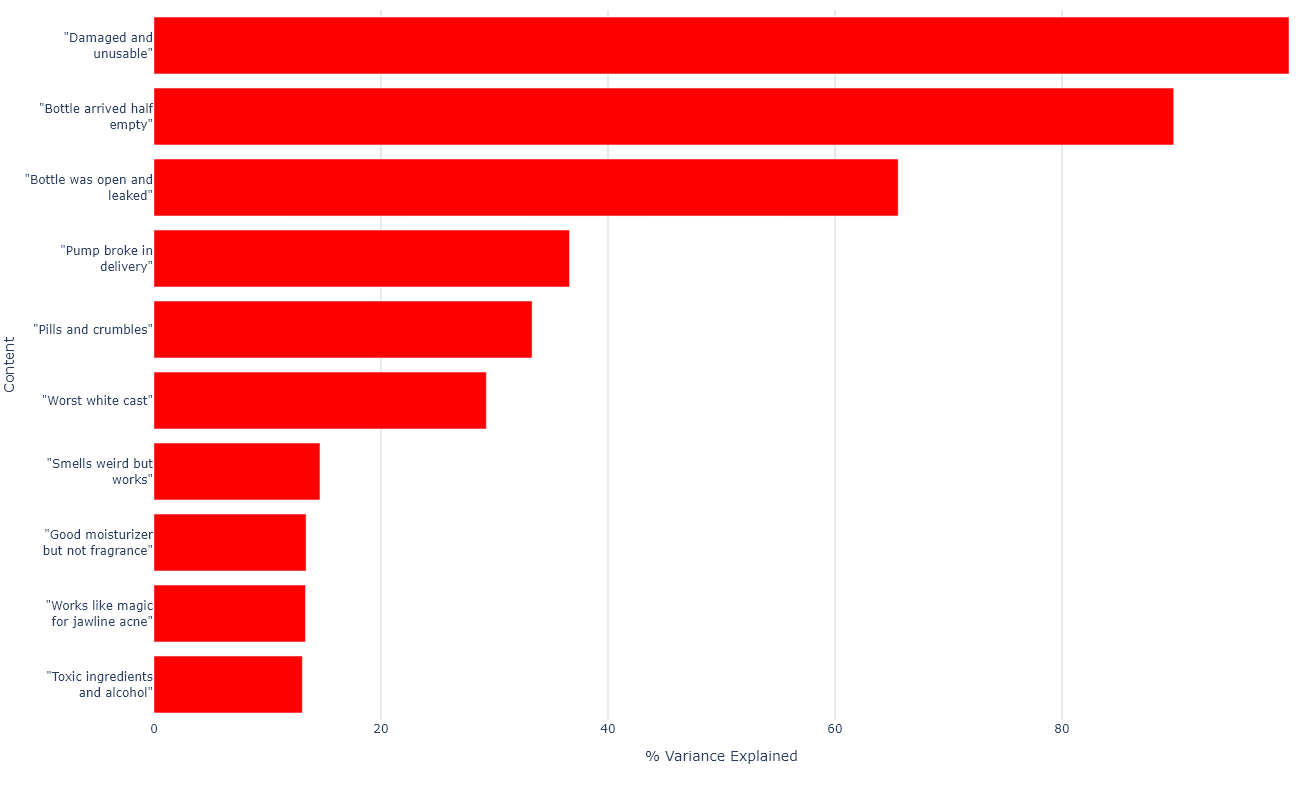 "Damaged and
unusable"
"Bottle arrived half
empty"
"Bottle was open and
leaked"
"Pump broke in
delivery"
"Pills and crumbles"
Content
"Worst white cast"
"Smells weird but
works"
"Good moisturizer
but not fragrance"
"Works like magic
for jawline acne"
"Toxic ingredients
and alcohol"
0 20 40 60 80
% Variance Explained